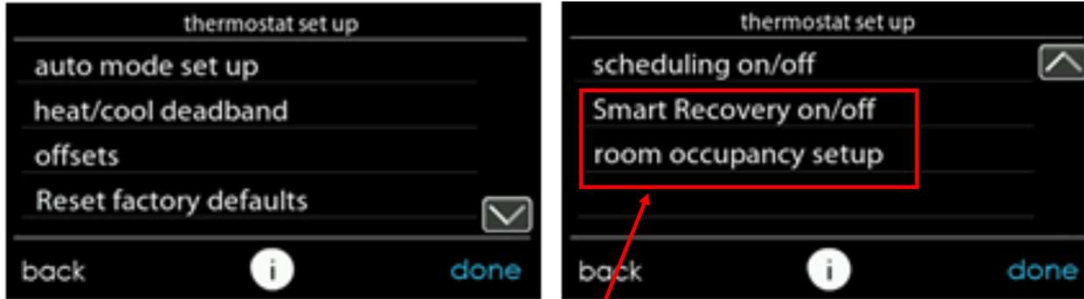 thermostat set up
auto mode set up
heat/cool deadband
offsets
Reset factory defaults
back
i
done
thermostat set up
scheduling on/off
Smart Recovery on/off
room occupancy setup
back
i
done